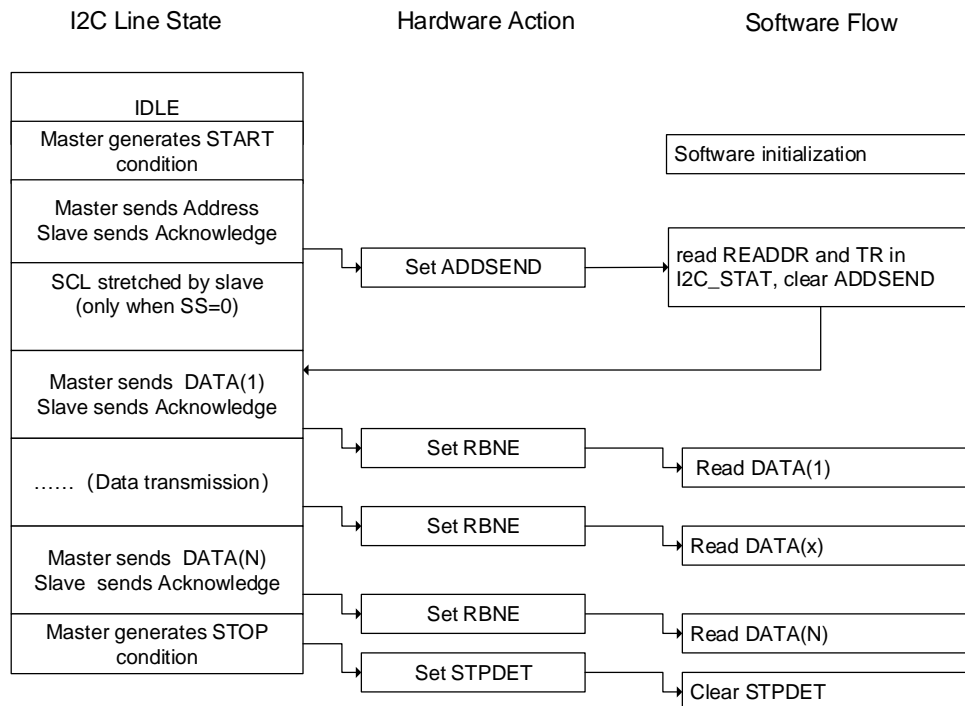 I2C Line State
Hardware Action
Software Flow
IDLE
Master generates START
condition
Software initialization
Master sends Address
Slave sends Acknowledge
Set ADDSEND
read READDR and TR in
I2C_STAT, clear ADDSEND
SCL stretched by slave
(only when SS=0)
Master sends DATA(1)
Slave sends Acknowledge
Set RBNE
Read DATA(1)
...... (Data transmission)
Set RBNE
Read DATA(x)
Master sends DATA(N)
Slave sends Acknowledge
Set RBNE
Read DATA(N)
Master generates STOP
condition
Set STPDET
Clear STPDET